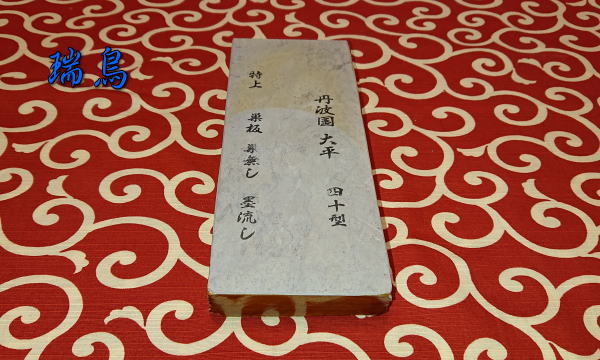 瑞鳥
丹波国 大平 四十型
特上 巣板 巣無し 墨流し